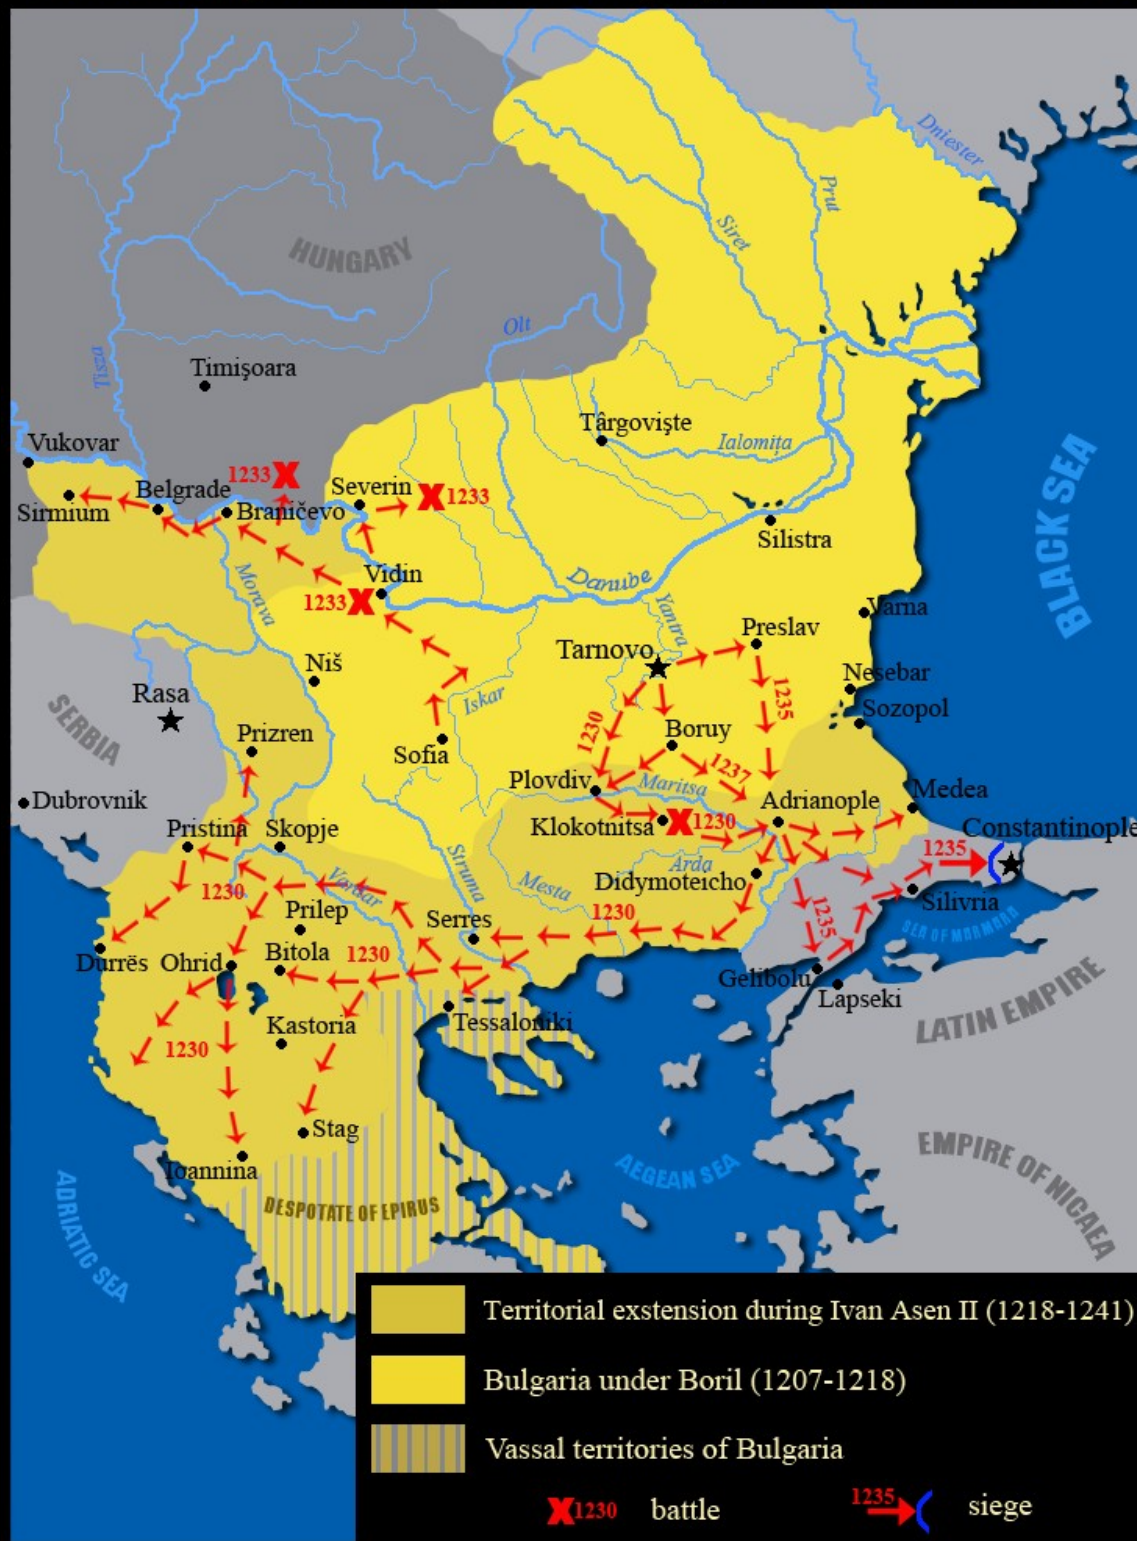 Dniester
Prut
Siret
HUNGARY
Olt
Tisza
Timişoara
Târgovişte
Ialomiţa
Vukovar
1233
Severin
1233
Belgrade
Braničevo
Sirmium
Silistra
BLACK SEA
Vidin
Danube
1233
Morava
Yantra
Varna
Preslav
Tarnovo
Niš
Nesebar
Rasa
Iskar
1235
Sozopol
SERBIA
Prizren
1230
Boruy
Sofia
1237
Plovdiv
Maritsa
Dubrovnik
Adrianople
Medea
Pristina
Skopje
Klokotnitsa
1230
Constantinople
1235
Struma
Arda
Vardar
Mesta
Didymoteicho
1230
Silivria
Prilep
Serres
1230
1235
SEA OF MARMARA
Durrës
Ohrid
Bitola
1230
Gelibolu
Lapseki
LATIN EMPIRE
Kastoria
Tessaloniki
1230
Stag
Ioannina
AEGEAN SEA
EMPIRE OF NICAEA
ADRIATIC SEA
DESPOTATE OF EPIRUS
Territorial exstension during Ivan Asen II (1218-1241)
Bulgaria under Boril (1207-1218)
Vassal territories of Bulgaria
1230 battle
1235 siege